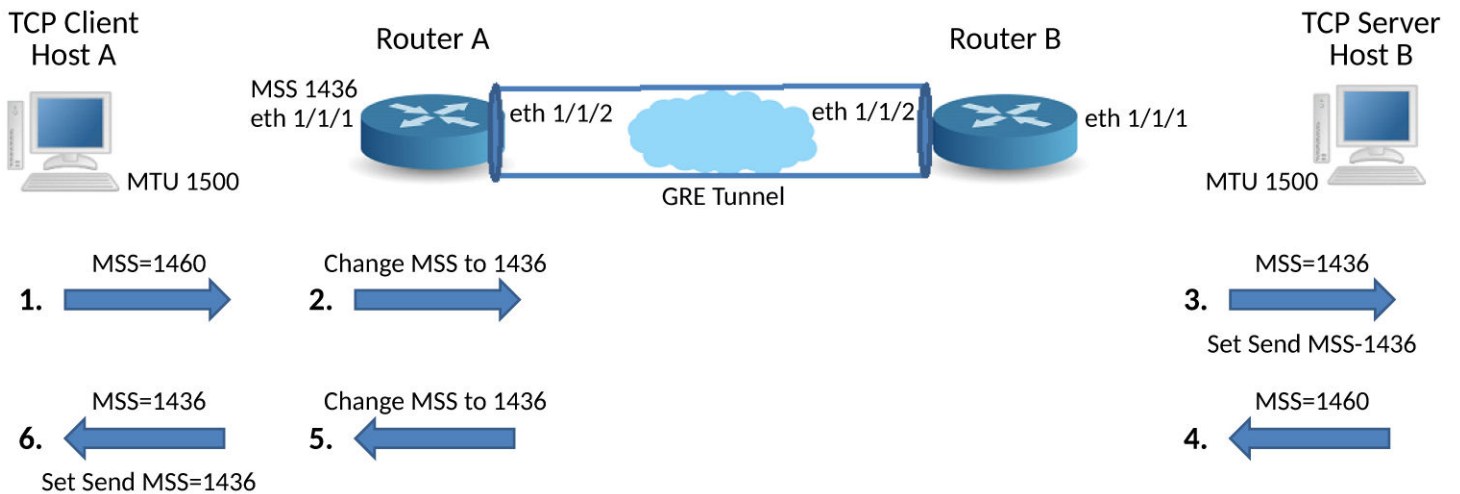 TCP Client
Host A
Router A
Router B
TCP Server
Host B
MSS 1436
eth 1/1/1
eth 1/1/2
eth 1/1/2
eth 1/1/1
MTU 1500
GRE Tunnel
MTU 1500
MSS=1460
1.
Change MSS to 1436
2.
MSS=1436
3.
Set Send MSS-1436
MSS=1436
6.
Set Send MSS=1436
Change MSS to 1436
5.
MSS=1460
4.